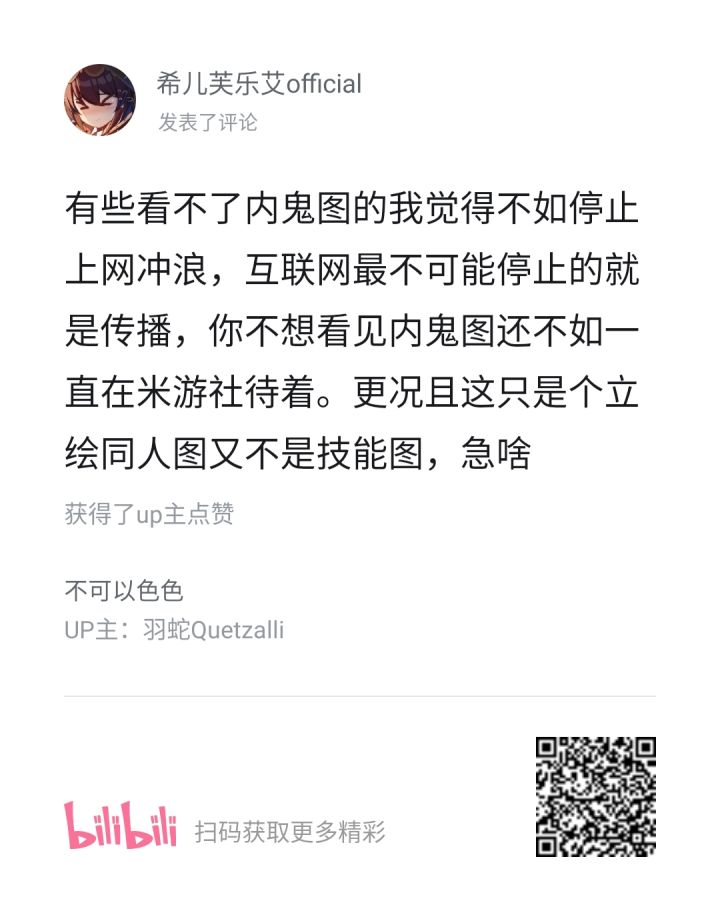 希儿芙乐艾official
发表了评论
有些看不了内鬼图的我觉得不如停止
上网冲浪，互联网最不可能停止的就
是传播，你不想看见内鬼图还不如一
直在米游社待着。更况且这只是个立
绘同人图又不是技能图，急啥
获得了up主点赞
不可以色色
UP主：羽蛇Quetzalli
bilibili 扫码获取更多精彩